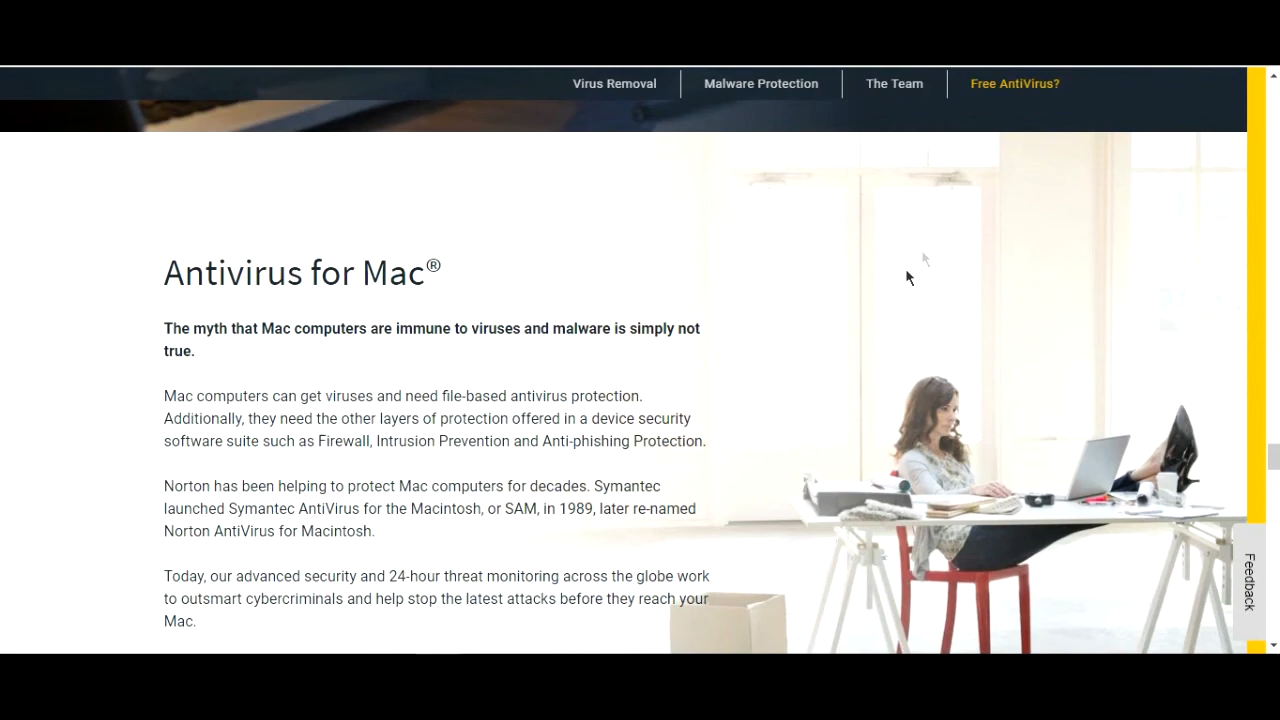 Virus Removal
Malware Protection
The Team
Free AntiVirus?
Antivirus for Mac®
The myth that Mac computers are immune to viruses and malware is simply not
true.
Mac computers can get viruses and need file-based antivirus protection.
Additionally, they need the other layers of protection offered in a device security
software suite such as Firewall, Intrusion Prevention and Anti-phishing Protection.
Norton has been helping to protect Mac computers for decades. Symantec
launched Symantec AntiVirus for the Macintosh, or SAM, in 1989, later re-named
Norton AntiVirus for Macintosh.
Today, our advanced security and 24-hour threat monitoring across the globe work
to outsmart cybercriminals and help stop the latest attacks before they reach your
Mac.
Feedback